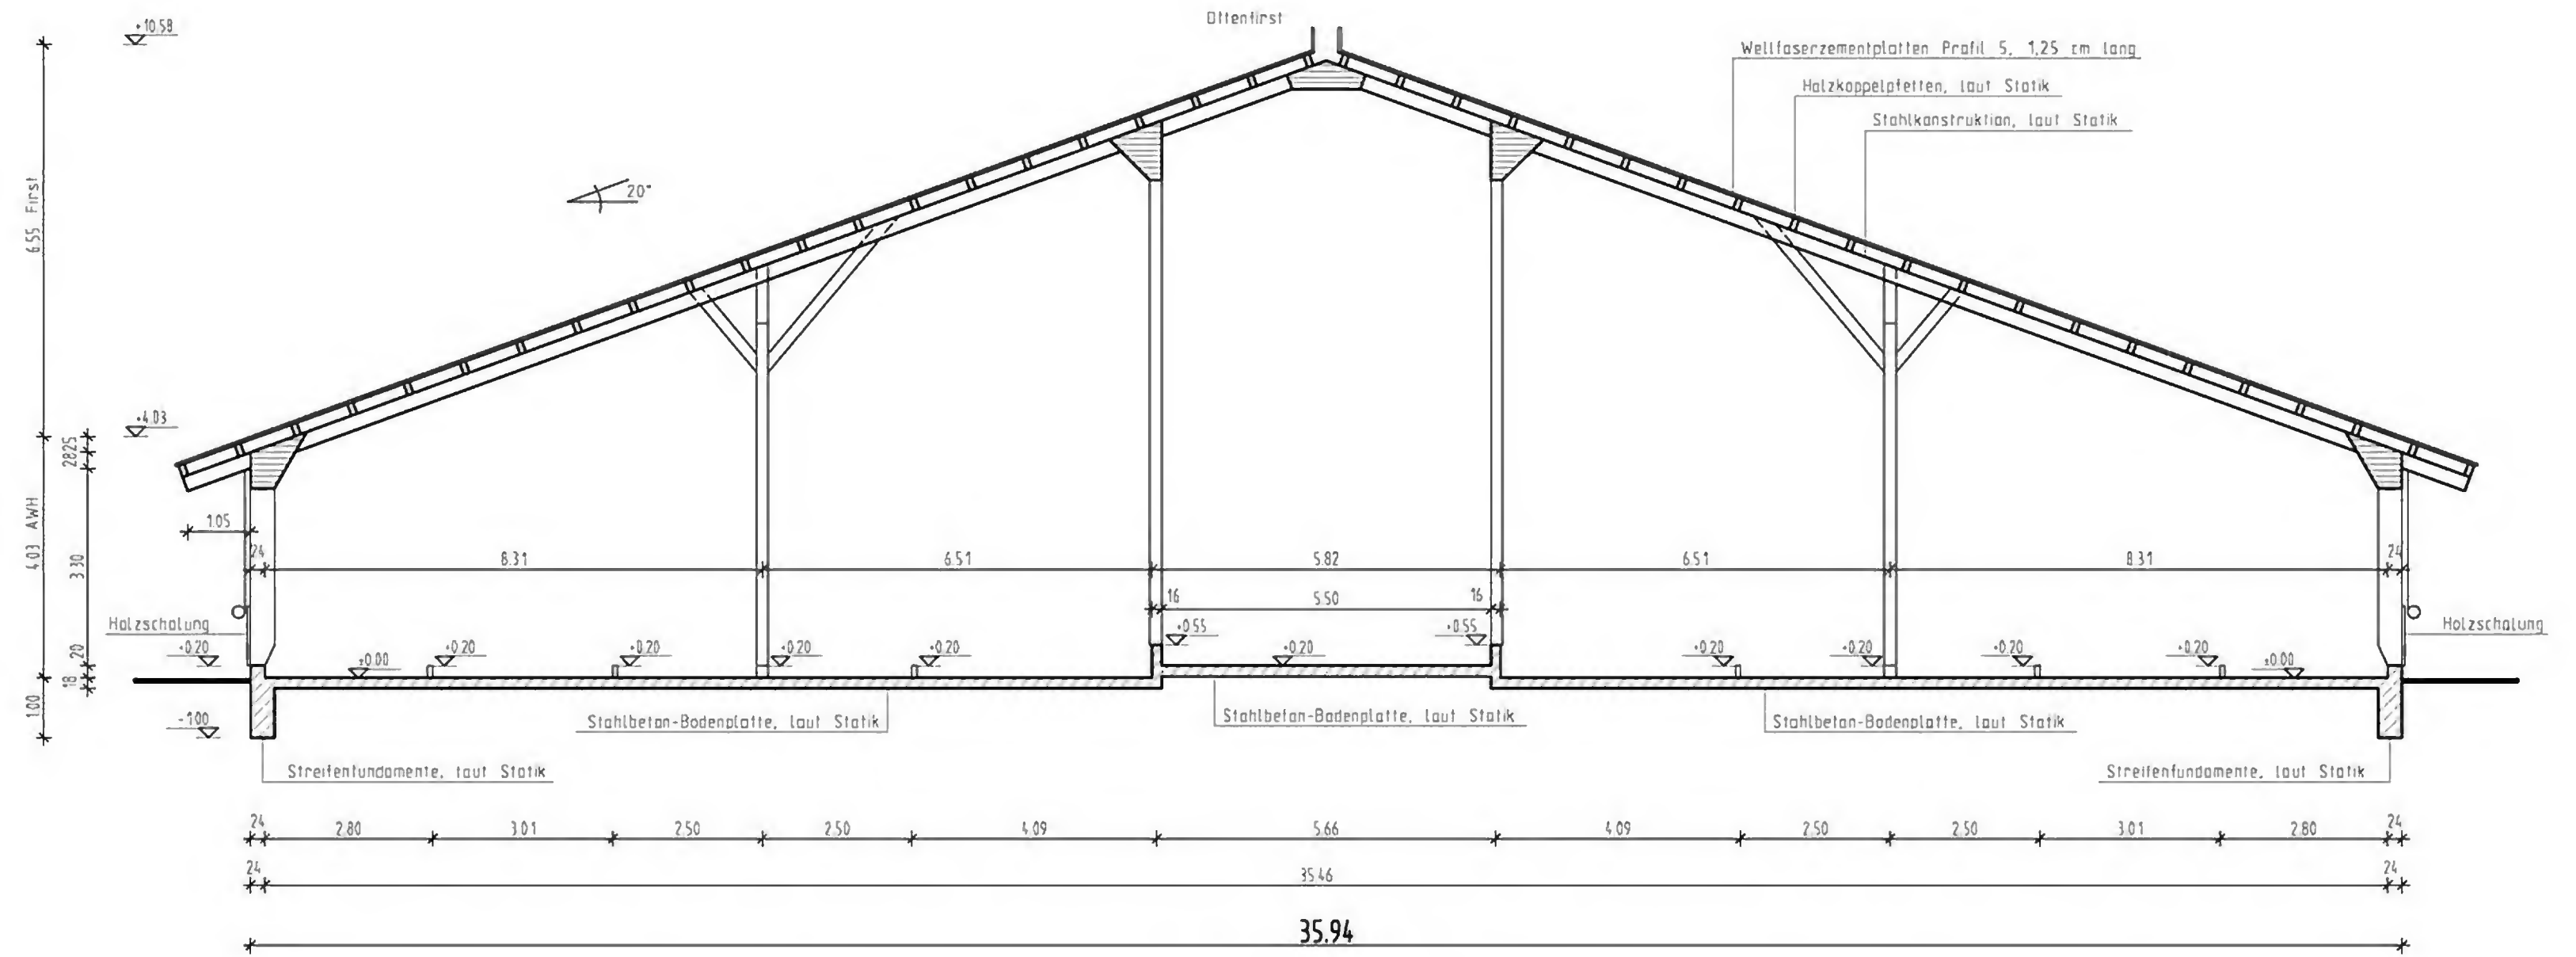 Offenfirst
+10.58
Wellfaserzementplatten Profil 5, 1,25 cm lang
Holzkoppelpfetten, laut Statik
Stahlkonstruktion, laut Statik
6.55 First
20°
+4.03
2825
4.03 AWH
3.30
20
18
1.00
1.05
24
8.31
6.51
5.82
6.51
8.31
24
16
5.50
16
Holzschalung
Holzschalung
+0.20
±0.00
+0.20
+0.20
+0.20
+0.20
+0.55
+0.20
+0.55
+0.20
+0.20
+0.20
+0.20
±0.00
-1.00
Stahlbeton-Bodenplatte, laut Statik
Stahlbeton-Bodenplatte, laut Statik
Stahlbeton-Bodenplatte, laut Statik
Streifenfundamente, laut Statik
Streifenfundamente, laut Statik
24 2.80 3.01 2.50 2.50 4.09 5.66 4.09 2.50 2.50 3.01 2.80 24
24 35.46 24
35.94